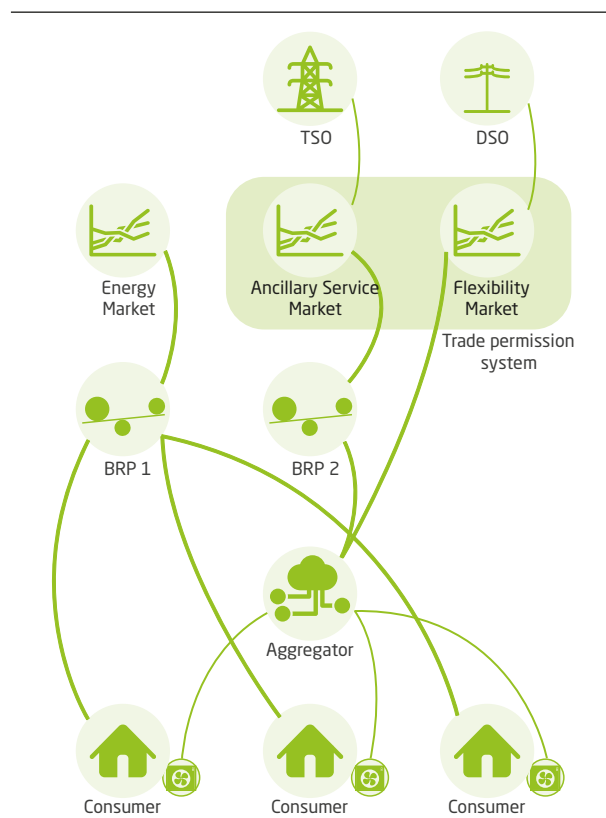 TSO
DSO
Energy
Market
Ancillary Service
Market
Flexibility
Market
Trade permission
system
BRP 1
BRP 2
Aggregator
Consumer
Consumer
Consumer